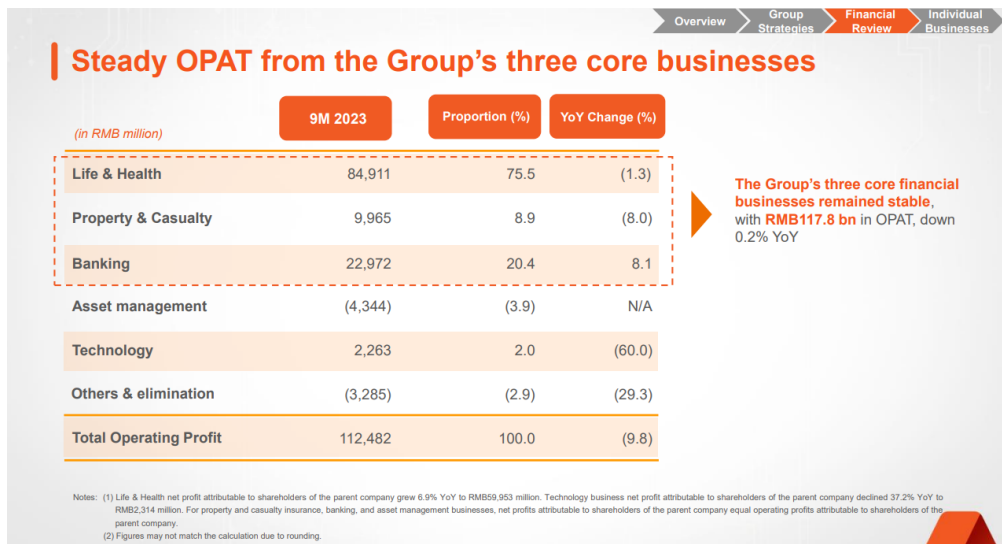 Overview
Group
Strategies
Financial
Review
Individual
Businesses
Steady OPAT from the Group's three core businesses
(in RMB million)
9M 2023
Proportion (%)
YoY Change (%)
Life & Health 84,911 75.5 (1.3)
Property & Casualty 9,965 8.9 (8.0)
Banking 22,972 20.4 8.1
Asset management (4,344) (3.9) N/A
Technology 2,263 2.0 (60.0)
Others & elimination (3,285) (2.9) (29.3)
Total Operating Profit 112,482 100.0 (9.8)
The Group's three core financial
businesses remained stable,
with RMB117.8 bn in OPAT, down
0.2% YoY
Notes: (1) Life & Health net profit attributable to shareholders of the parent company grew 6.9% YoY to RMB59,953 million. Technology business net profit attributable to shareholders of the parent company declined 37.2% YoY to
RMB2,314 million. For property and casualty insurance, banking, and asset management businesses, net profits attributable to shareholders of the parent company equal operating profits attributable to shareholders of the
parent company.
(2) Figures may not match the calculation due to rounding.